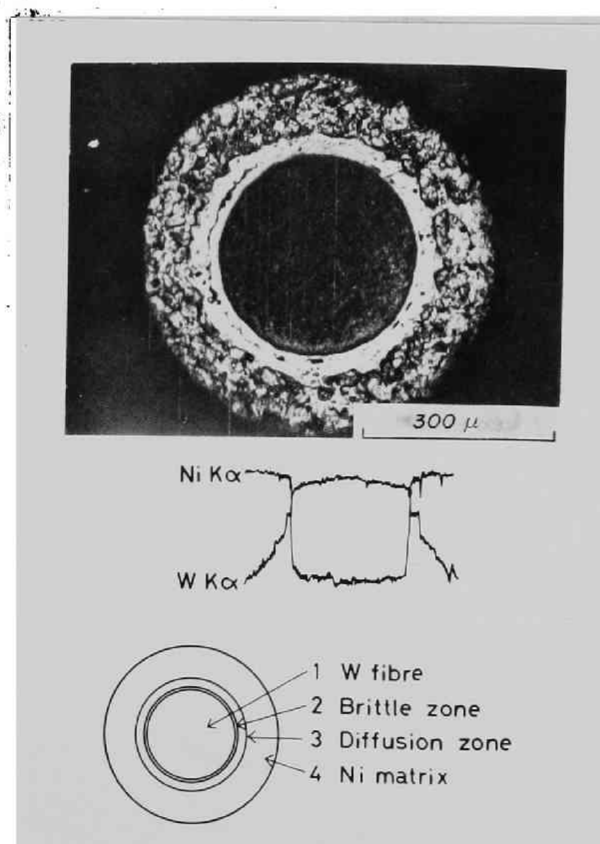 300 μ
Ni Kα
W Kα
1 W fibre
2 Brittle zone
3 Diffusion zone
4 Ni matrix